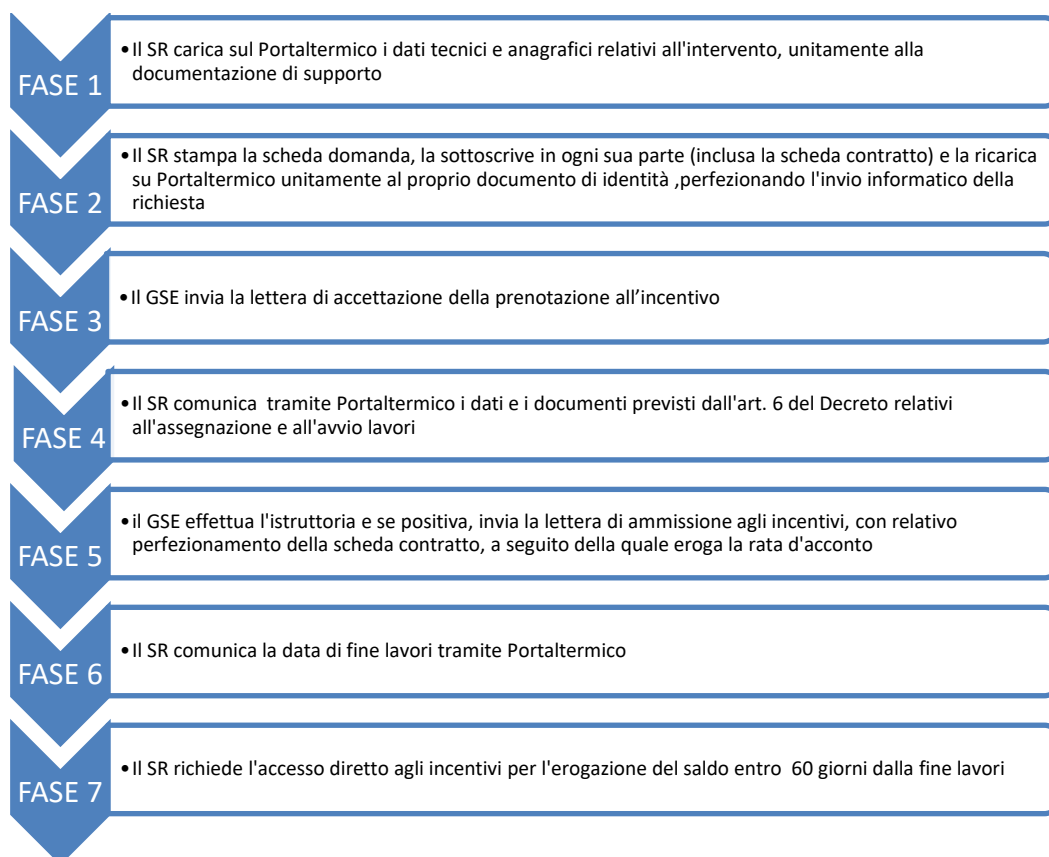 FASE 1
•Il SR carica sul Portaltermico i dati tecnici e anagrafici relativi all'intervento, unitamente alla
documentazione di supporto
FASE 2
•Il SR stampa la scheda domanda, la sottoscrive in ogni sua parte (inclusa la scheda contratto) e la ricarica
su Portaltermico unitamente al proprio documento di identità ,perfezionando l'invio informatico della
richiesta
FASE 3
•Il GSE invia la lettera di accettazione della prenotazione all’incentivo
FASE 4
•Il SR comunica  tramite Portaltermico i dati e i documenti previsti dall'art. 6 del Decreto relativi
all'assegnazione e all'avvio lavori
FASE 5
•il GSE effettua l'istruttoria e se positiva, invia la lettera di ammissione agli incentivi, con relativo
perfezionamento della scheda contratto, a seguito della quale eroga la rata d'acconto
FASE 6
•Il SR comunica la data di fine lavori tramite Portaltermico
FASE 7
•Il SR richiede l'accesso diretto agli incentivi per l'erogazione del saldo entro  60 giorni dalla fine lavori